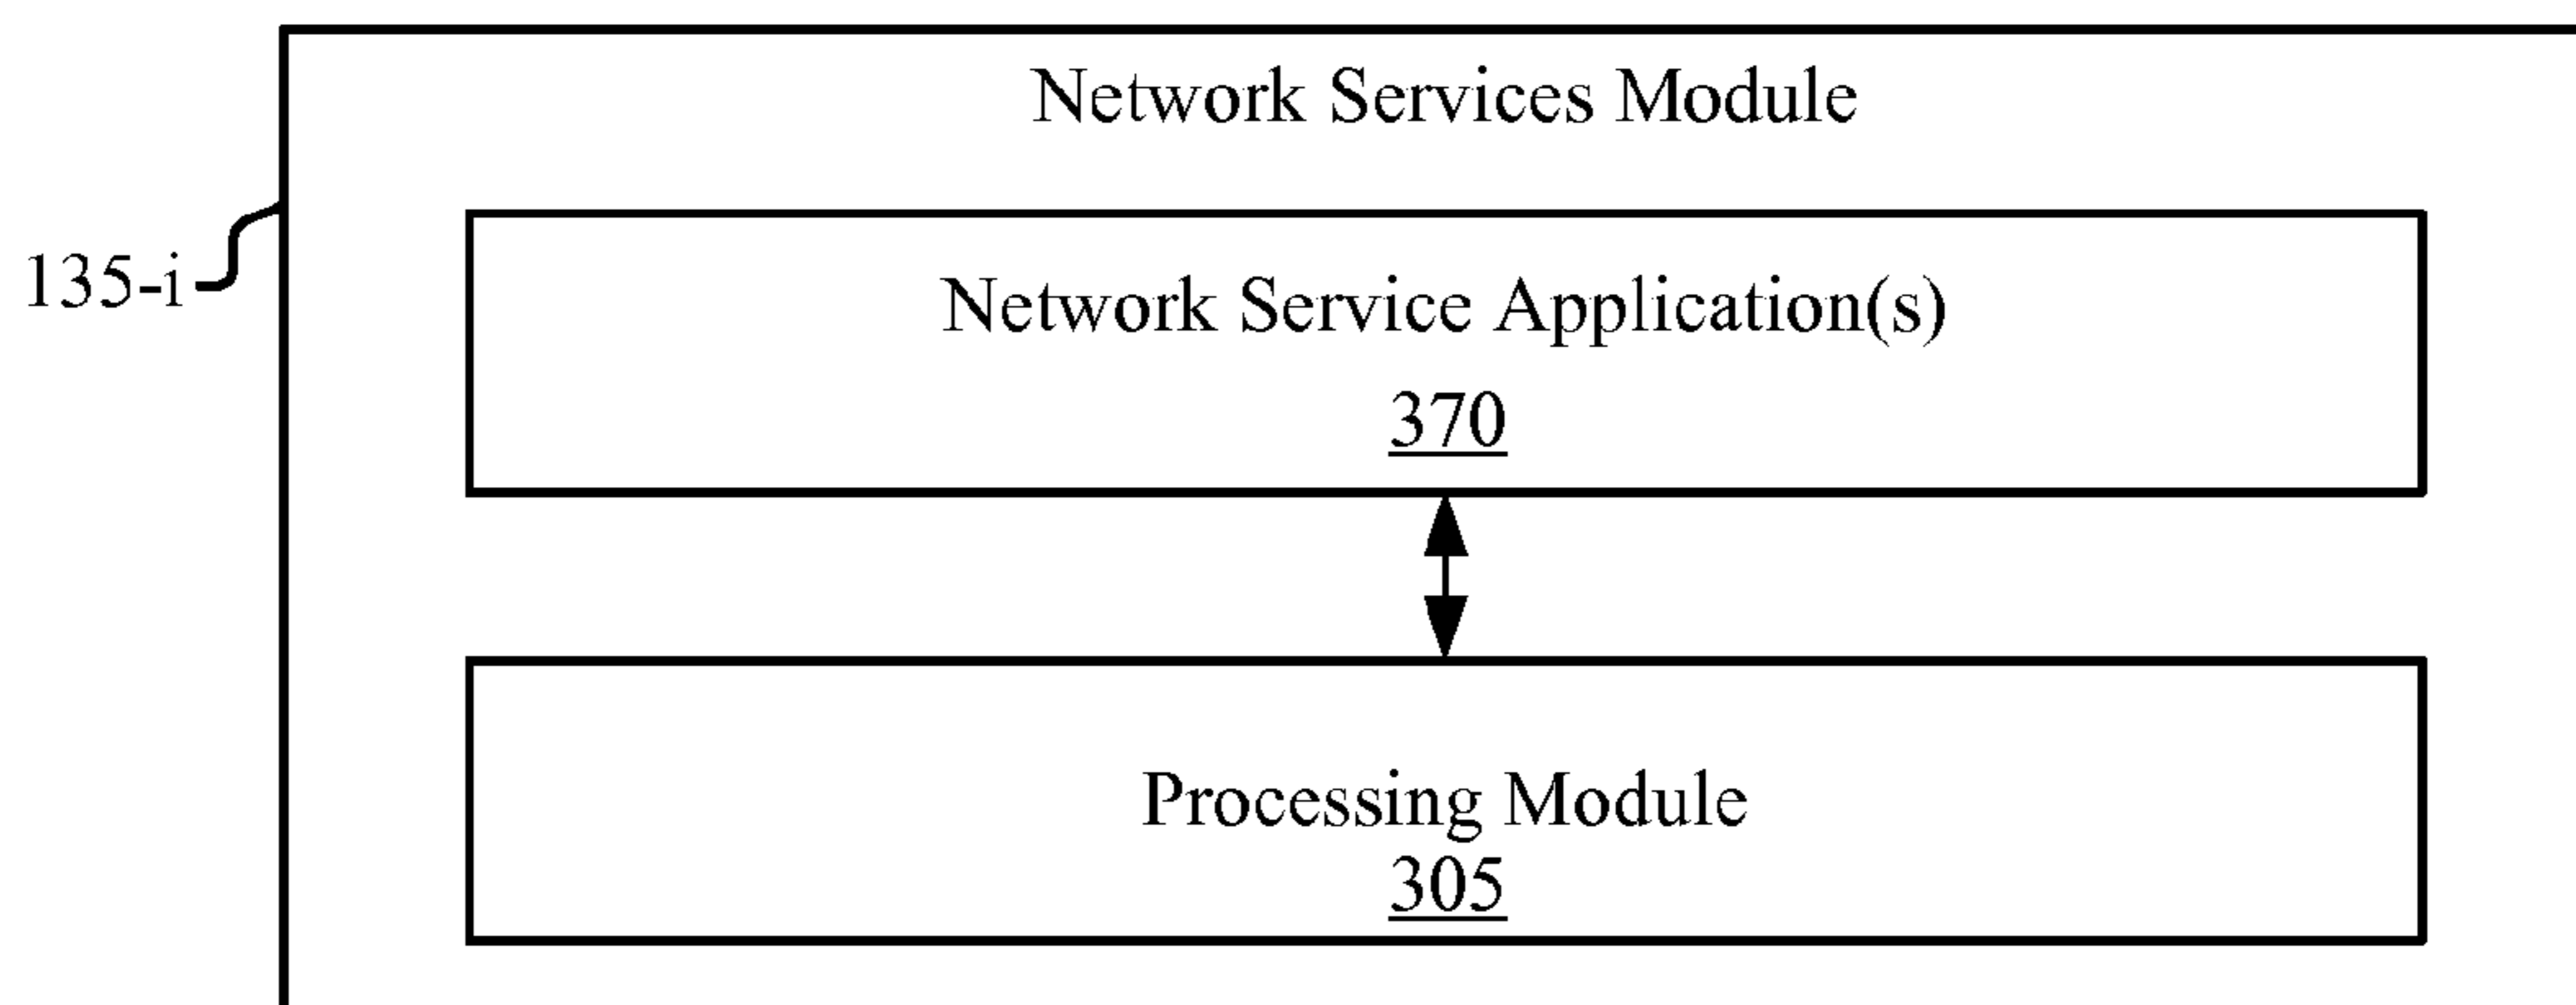 Network Services Module
135-i
Network Service Application(s)
370
Processing Module
305